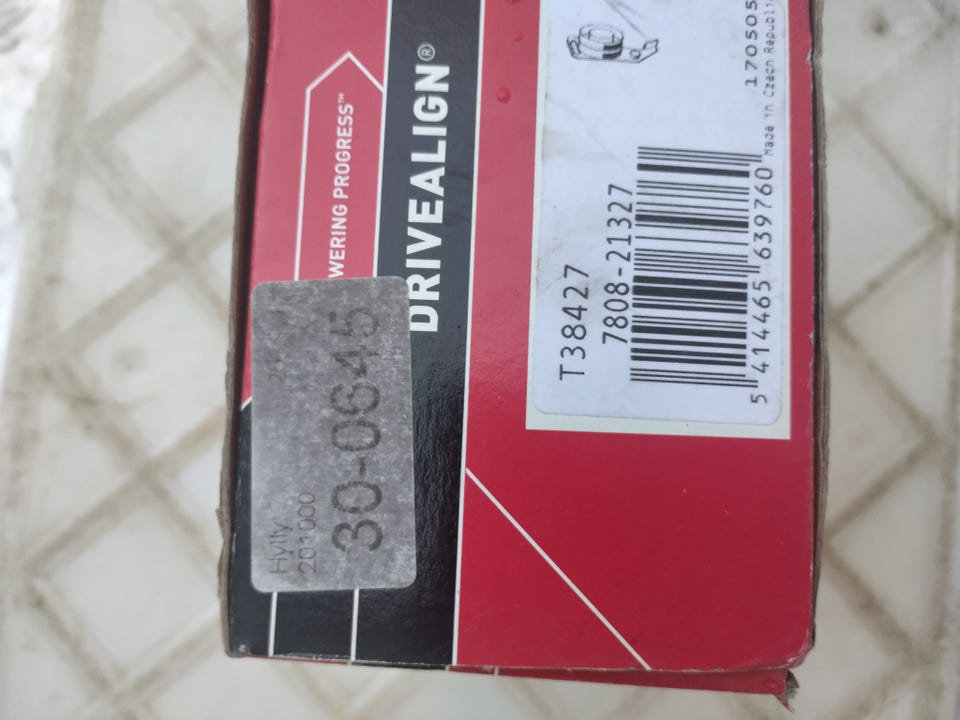 WERING PROGRESS™
DRIVEALIGN®
Hylly
201000
30-0645
T38427
7808-21327
5 414465 639760
Made in Czech Republic
170505